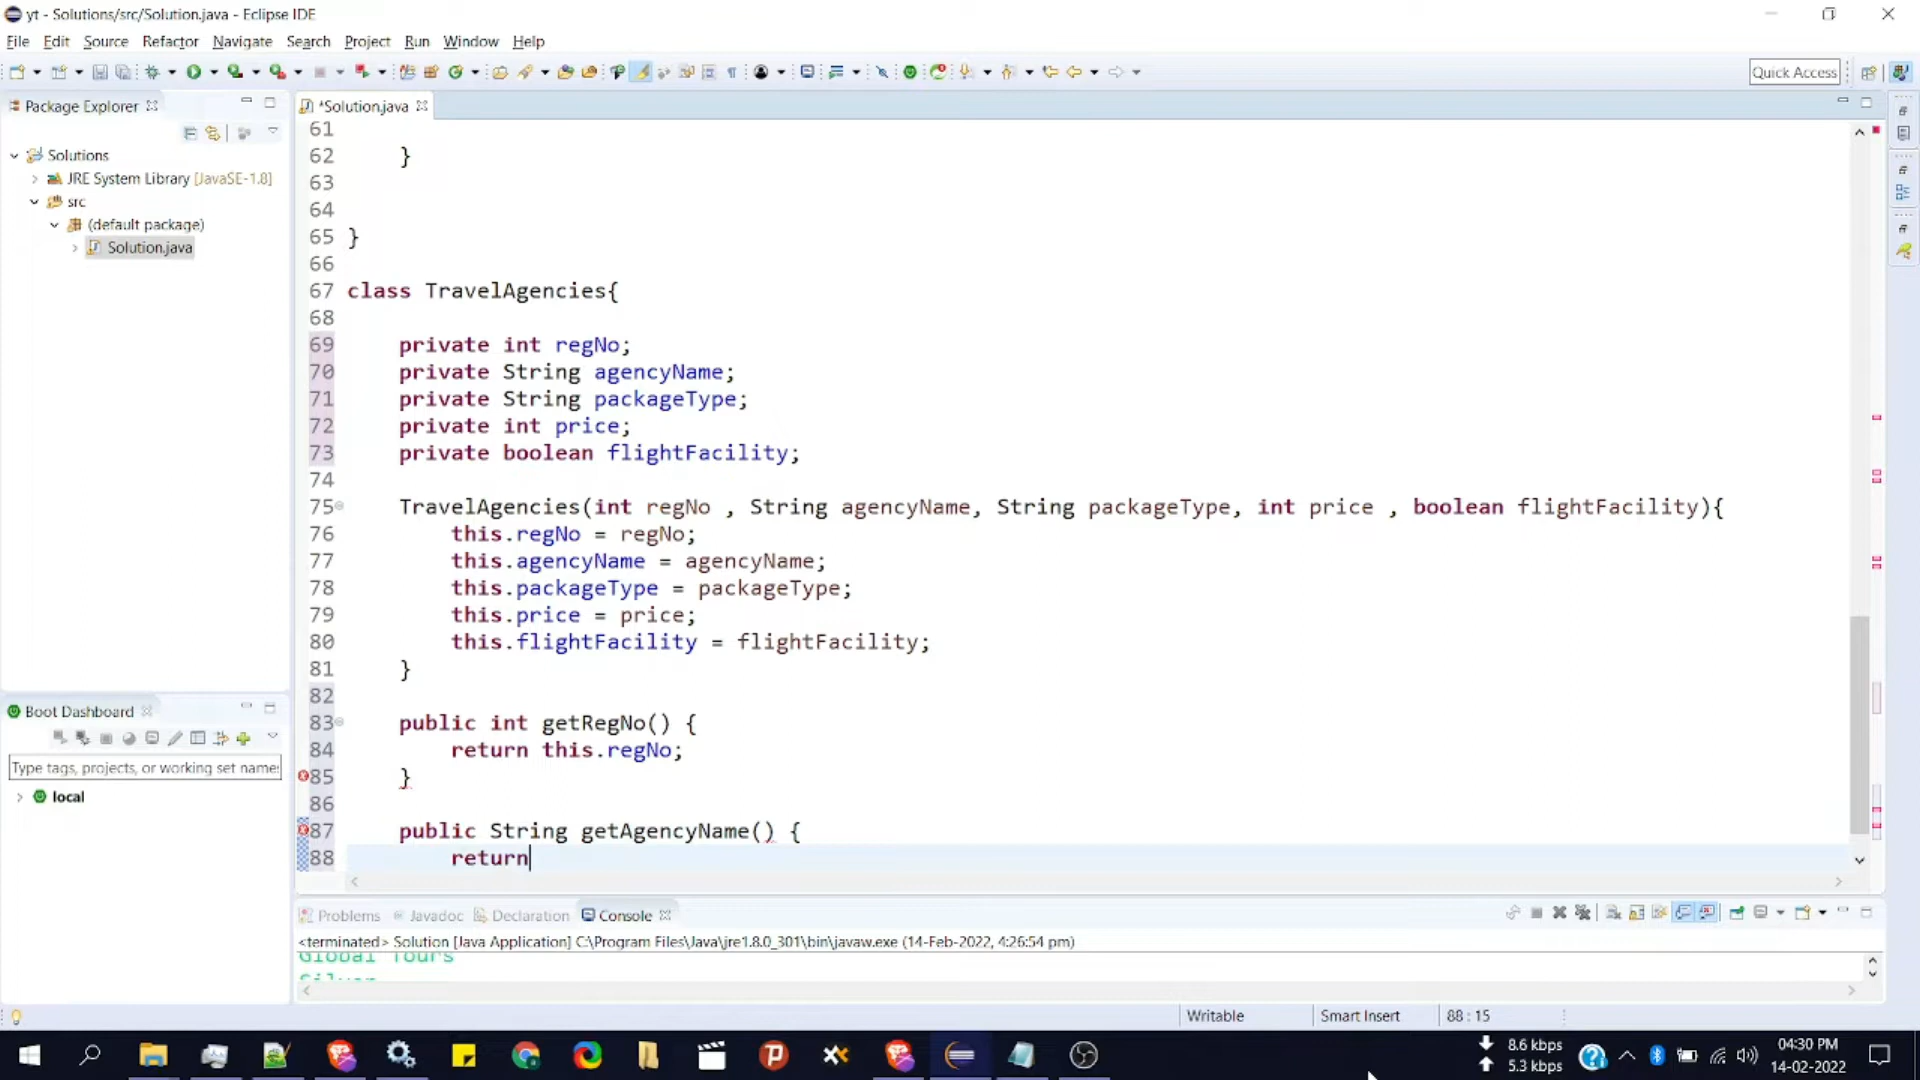 yt - Solutions/src/Solution.java - Eclipse IDE
File Edit Source Refactor Navigate Search Project Run Window Help
Quick Access
Package Explorer
Solutions
JRE System Library [JavaSE-1.8]
src
(default package)
Solution.java
*Solution.java
61
62 }
63
64
65 }
66
67 class TravelAgencies{
68
69 private int regNo;
70 private String agencyName;
71 private String packageType;
72 private int price;
73 private boolean flightFacility;
74
75 TravelAgencies(int regNo , String agencyName, String packageType, int price , boolean flightFacility){
76 this.regNo = regNo;
77 this.agencyName = agencyName;
78 this.packageType = packageType;
79 this.price = price;
80 this.flightFacility = flightFacility;
81 }
82
83 public int getRegNo() {
84 return this.regNo;
85 }
86
87 public String getAgencyName() {
88 return
Boot Dashboard
Type tags, projects, or working set name:
local
Problems Javadoc Declaration Console
<terminated> Solution [Java Application] C:\Program Files\Java\jre1.8.0_301\bin\javaw.exe (14-Feb-2022, 4:26:54 pm)
Global Tours
Silver
Writable Smart Insert 88 : 15
8.6 kbps
5.3 kbps
04:30 PM
14-02-2022